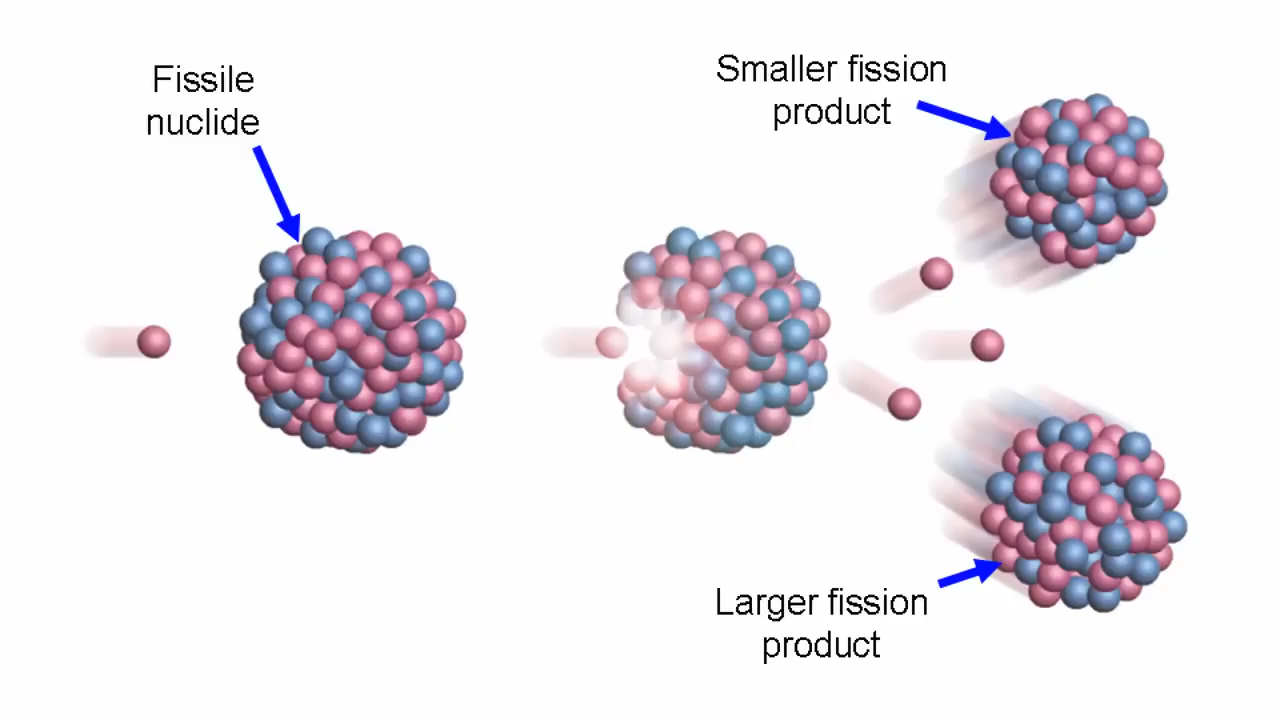 Fissile
nuclide
Smaller fission
product
Larger fission
product